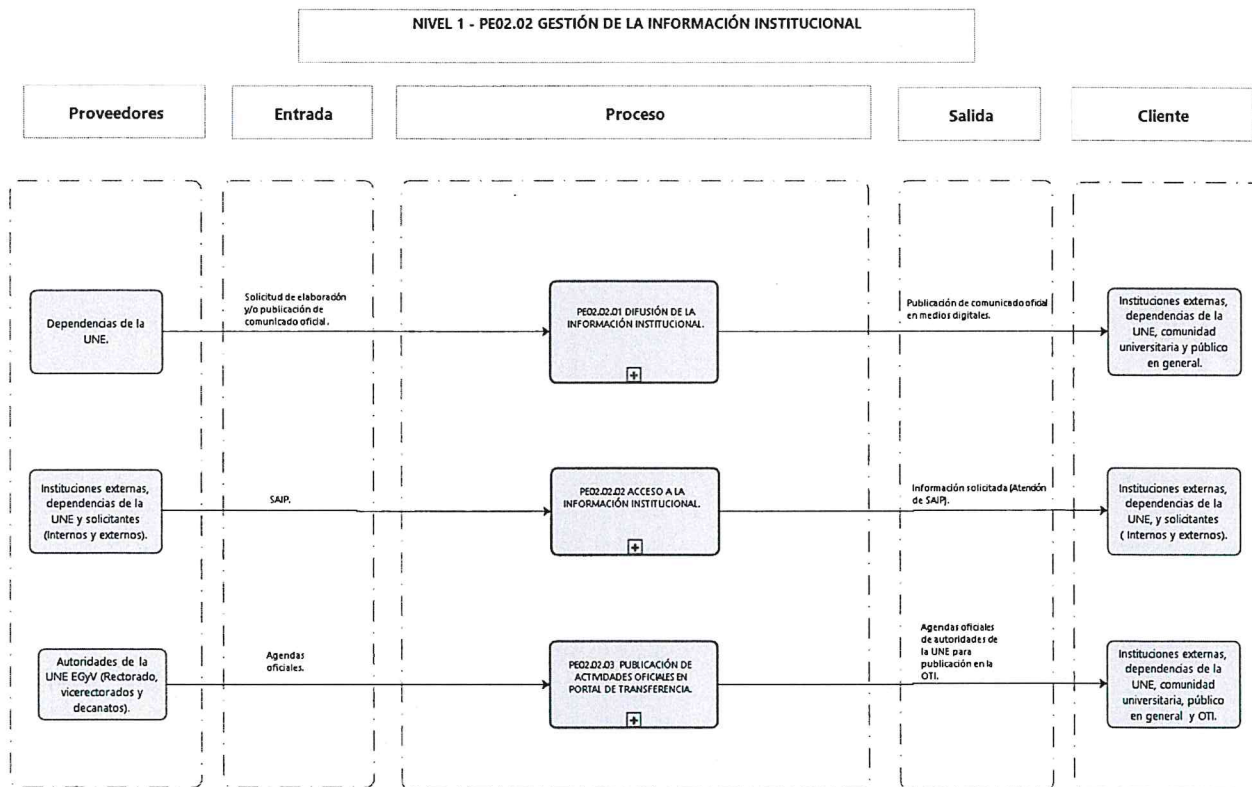 NIVEL 1 - PE02.02 GESTIÓN DE LA INFORMACIÓN INSTITUCIONAL
Proveedores
Entrada
Proceso
Salida
Cliente
Dependencias de la
UNE.
Solicitud de elaboración
y/o publicación de
comunicado oficial.
PE02.02.01 DIFUSIÓN DE LA
INFORMACIÓN INSTITUCIONAL.
Publicación de comunicado oficial
en medios digitales.
Instituciones externas,
dependencias de la
UNE, comunidad
universitaria y público
en general.
Instituciones externas,
dependencias de la
UNE y solicitantes
(Internos y externos).
SAIP.
PE02.02.02 ACCESO A LA
INFORMACIÓN INSTITUCIONAL.
Información solicitada (Atención
de SAIP).
Instituciones externas,
dependencias de la
UNE, y solicitantes
( Internos y externos).
Autoridades de la
UNE EGyV (Rectorado,
vicerectorados y
decanatos).
Agendas
oficiales.
PE02.02.03 PUBLICACIÓN DE
ACTIVIDADES OFICIALES EN
PORTAL DE TRANSFERENCIA.
Agendas oficiales
de autoridades de
la UNE para
publicación en la
OTI.
Instituciones externas,
dependencias de la
UNE, comunidad
universitaria, público
en general y OTI.